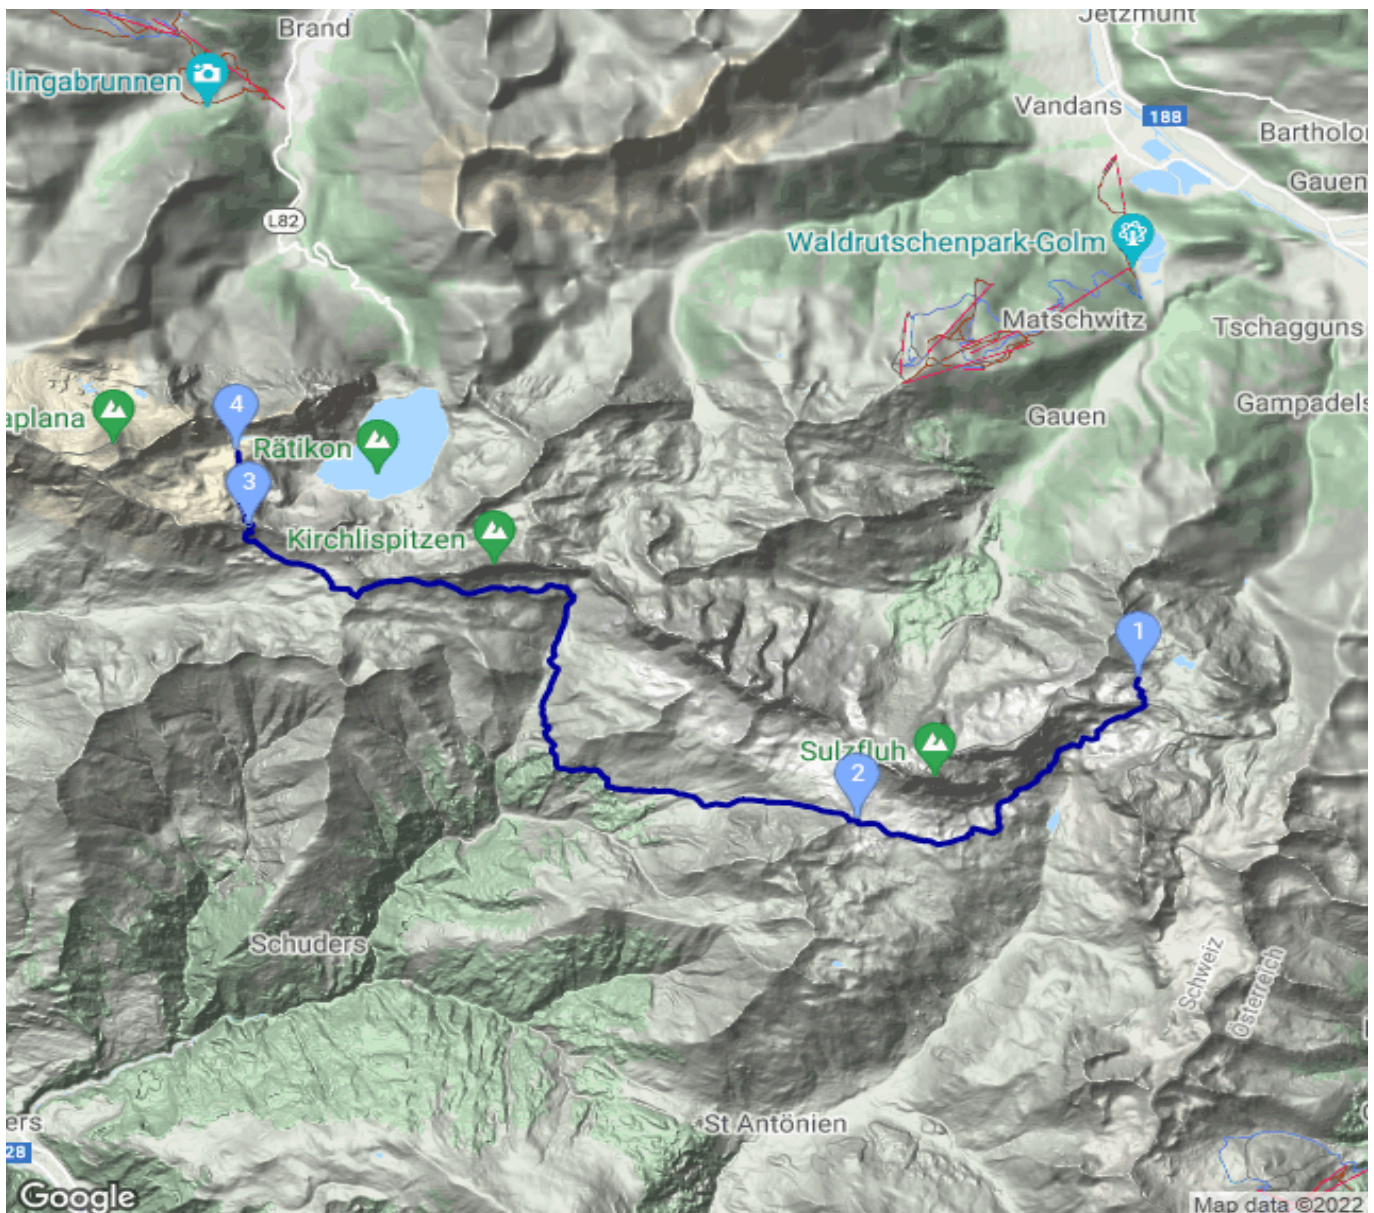 Jetzmunt
Brand
lingabrunnen
Vandans
188
Bartholor
Gauen
L82
Waldrutschenpark-Golm
Matschwitz
Tschagguns
4
Gampadels
aplana
Gauen
Rätikon
3
Kirchlispitzen
1
Sulzfluh
2
Schuders
Schweiz
Österreich
ers
St Antönien
28
Google
Map data ©2022